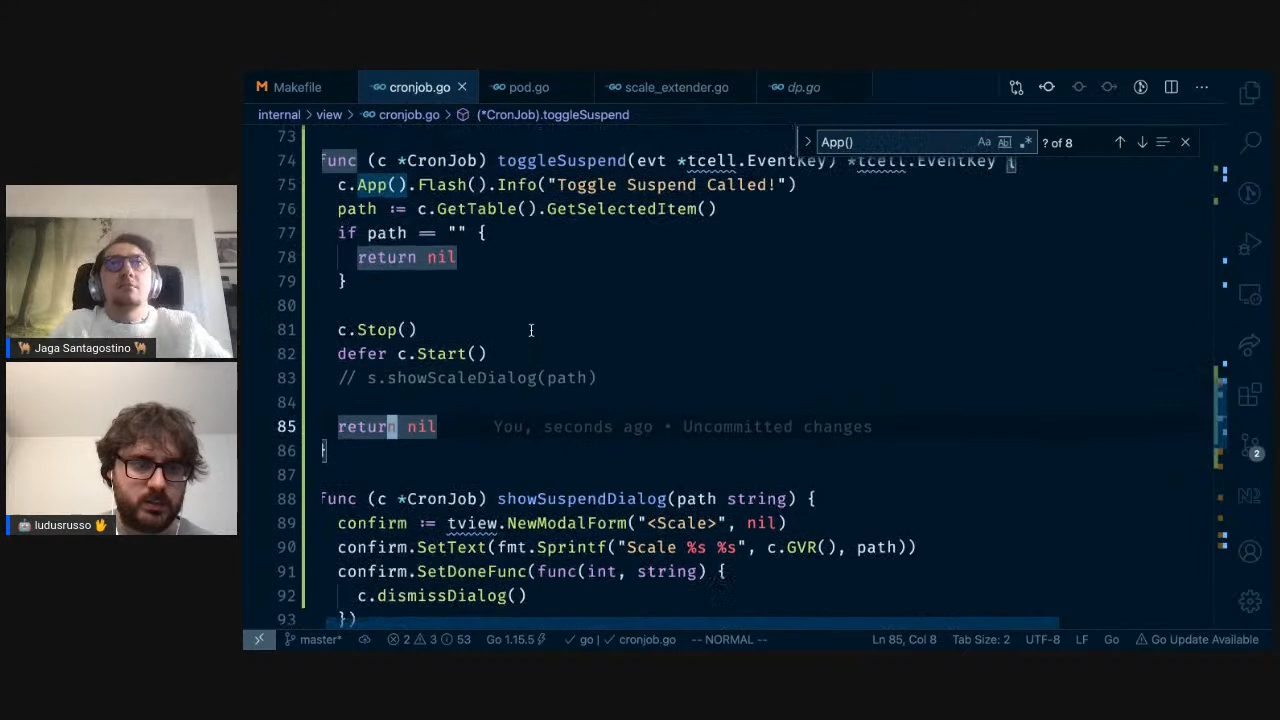 Makefile
cronjob.go
pod.go
scale_extender.go
dp.go
internal > view > cronjob.go > (*CronJob).toggleSuspend
App()
Aa
Ab
.*
? of 8
73
74 func (c *CronJob) toggleSuspend(evt *tcell.EventKey) *tcell.EventKey {
75 c.App().Flash().Info("Toggle Suspend Called!")
76 path := c.GetTable().GetSelectedItem()
77 if path == "" {
78 return nil
79 }
80
81 c.Stop()
82 defer c.Start()
83 // s.showScaleDialog(path)
84
85 return nil You, seconds ago • Uncommitted changes
86 }
87
88 func (c *CronJob) showSuspendDialog(path string) {
89 confirm := tview.NewModalForm("<Scale>", nil)
90 confirm.SetText(fmt.Sprintf("Scale %s %s", c.GVR(), path))
91 confirm.SetDoneFunc(func(int, string) {
92 c.dismissDialog()
93 })
2
master* 2 3 53 Go 1.15.5 go | cronjob.go -- NORMAL -- Ln 85, Col 8 Tab Size: 2 UTF-8 LF Go Go Update Available
🐫 Jaga Santagostino 🐫
🤖 ludusrusso 🖖